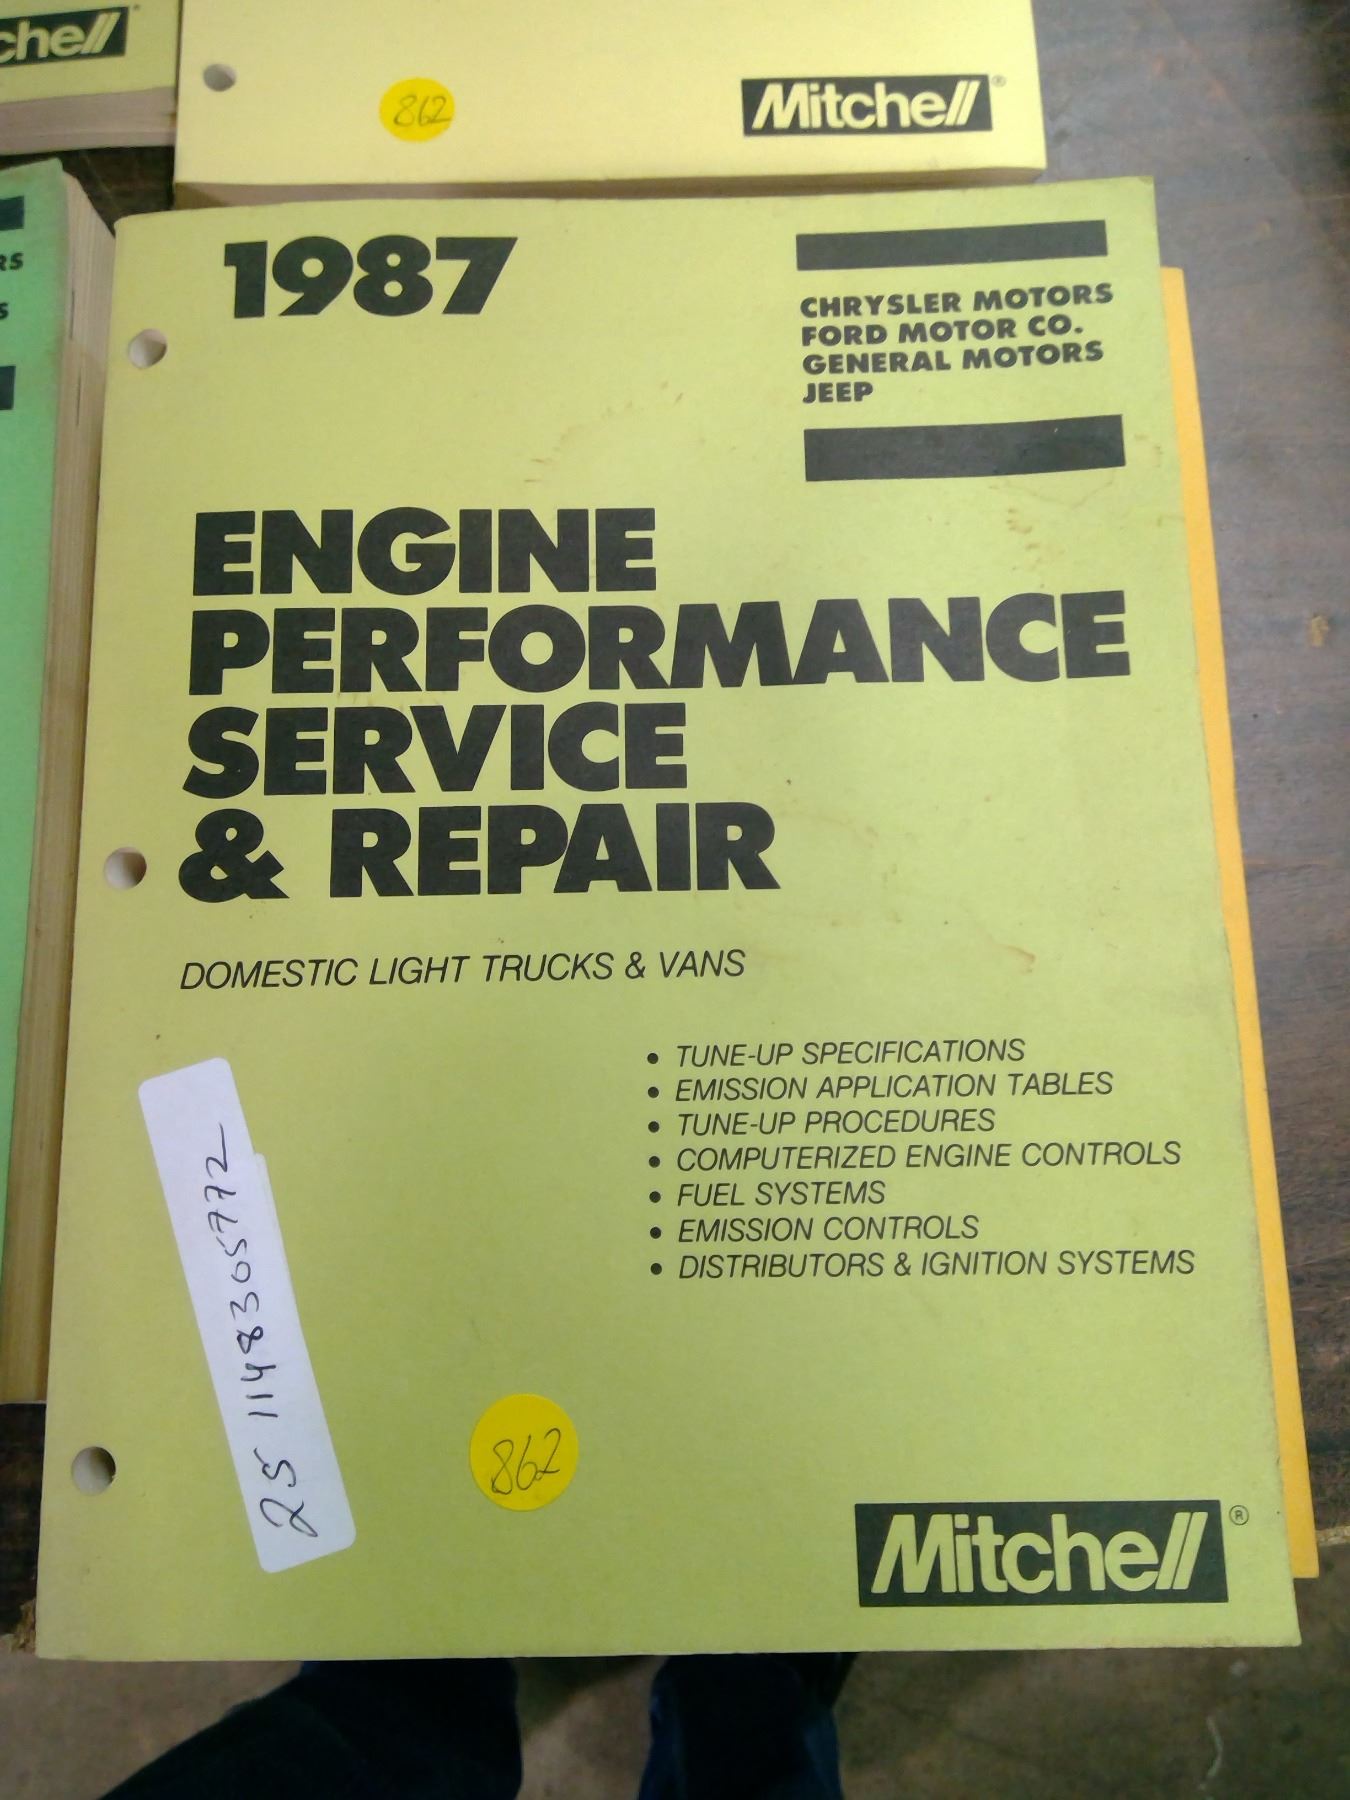 chell
862
Mitchell®
RS
S
1987
CHRYSLER MOTORS
FORD MOTOR CO.
GENERAL MOTORS
JEEP
ENGINE
PERFORMANCE
SERVICE
& REPAIR
DOMESTIC LIGHT TRUCKS & VANS
• TUNE-UP SPECIFICATIONS
• EMISSION APPLICATION TABLES
• TUNE-UP PROCEDURES
• COMPUTERIZED ENGINE CONTROLS
• FUEL SYSTEMS
• EMISSION CONTROLS
• DISTRIBUTORS & IGNITION SYSTEMS
862
Mitchell®